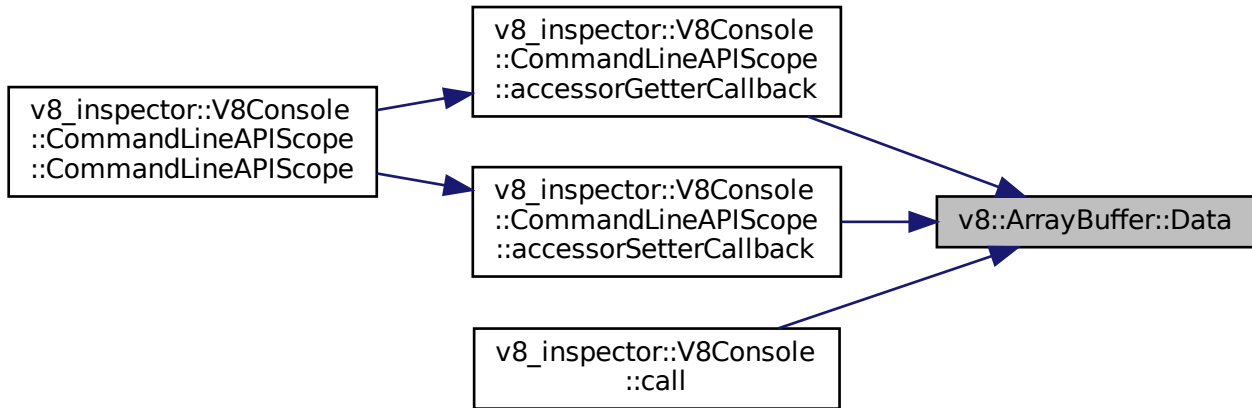 v8_inspector::V8Console
::CommandLineAPIScope
::CommandLineAPIScope
v8_inspector::V8Console
::CommandLineAPIScope
::accessorGetterCallback
v8_inspector::V8Console
::CommandLineAPIScope
::accessorSetterCallback
v8_inspector::V8Console
::call
v8::ArrayBuffer::Data